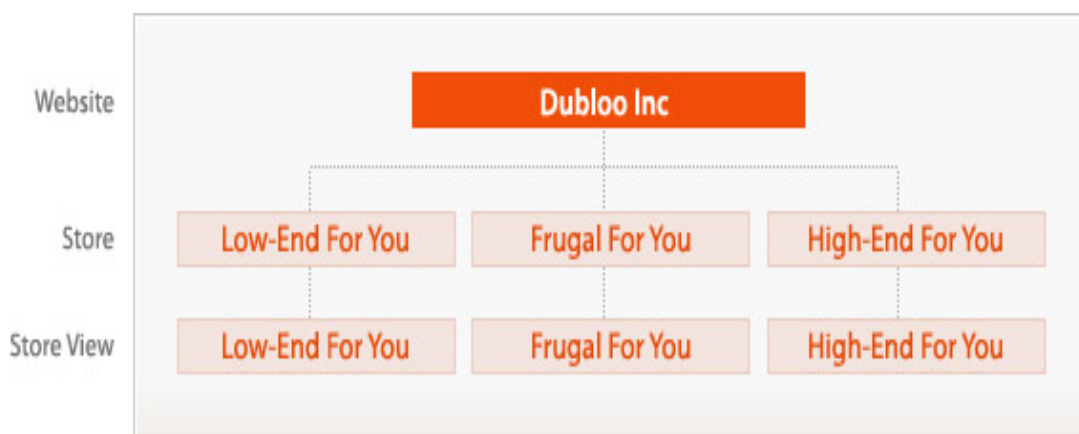 Website
Dubloo Inc
Store
Low-End For You
Frugal For You
High-End For You
Store View
Low-End For You
Frugal For You
High-End For You